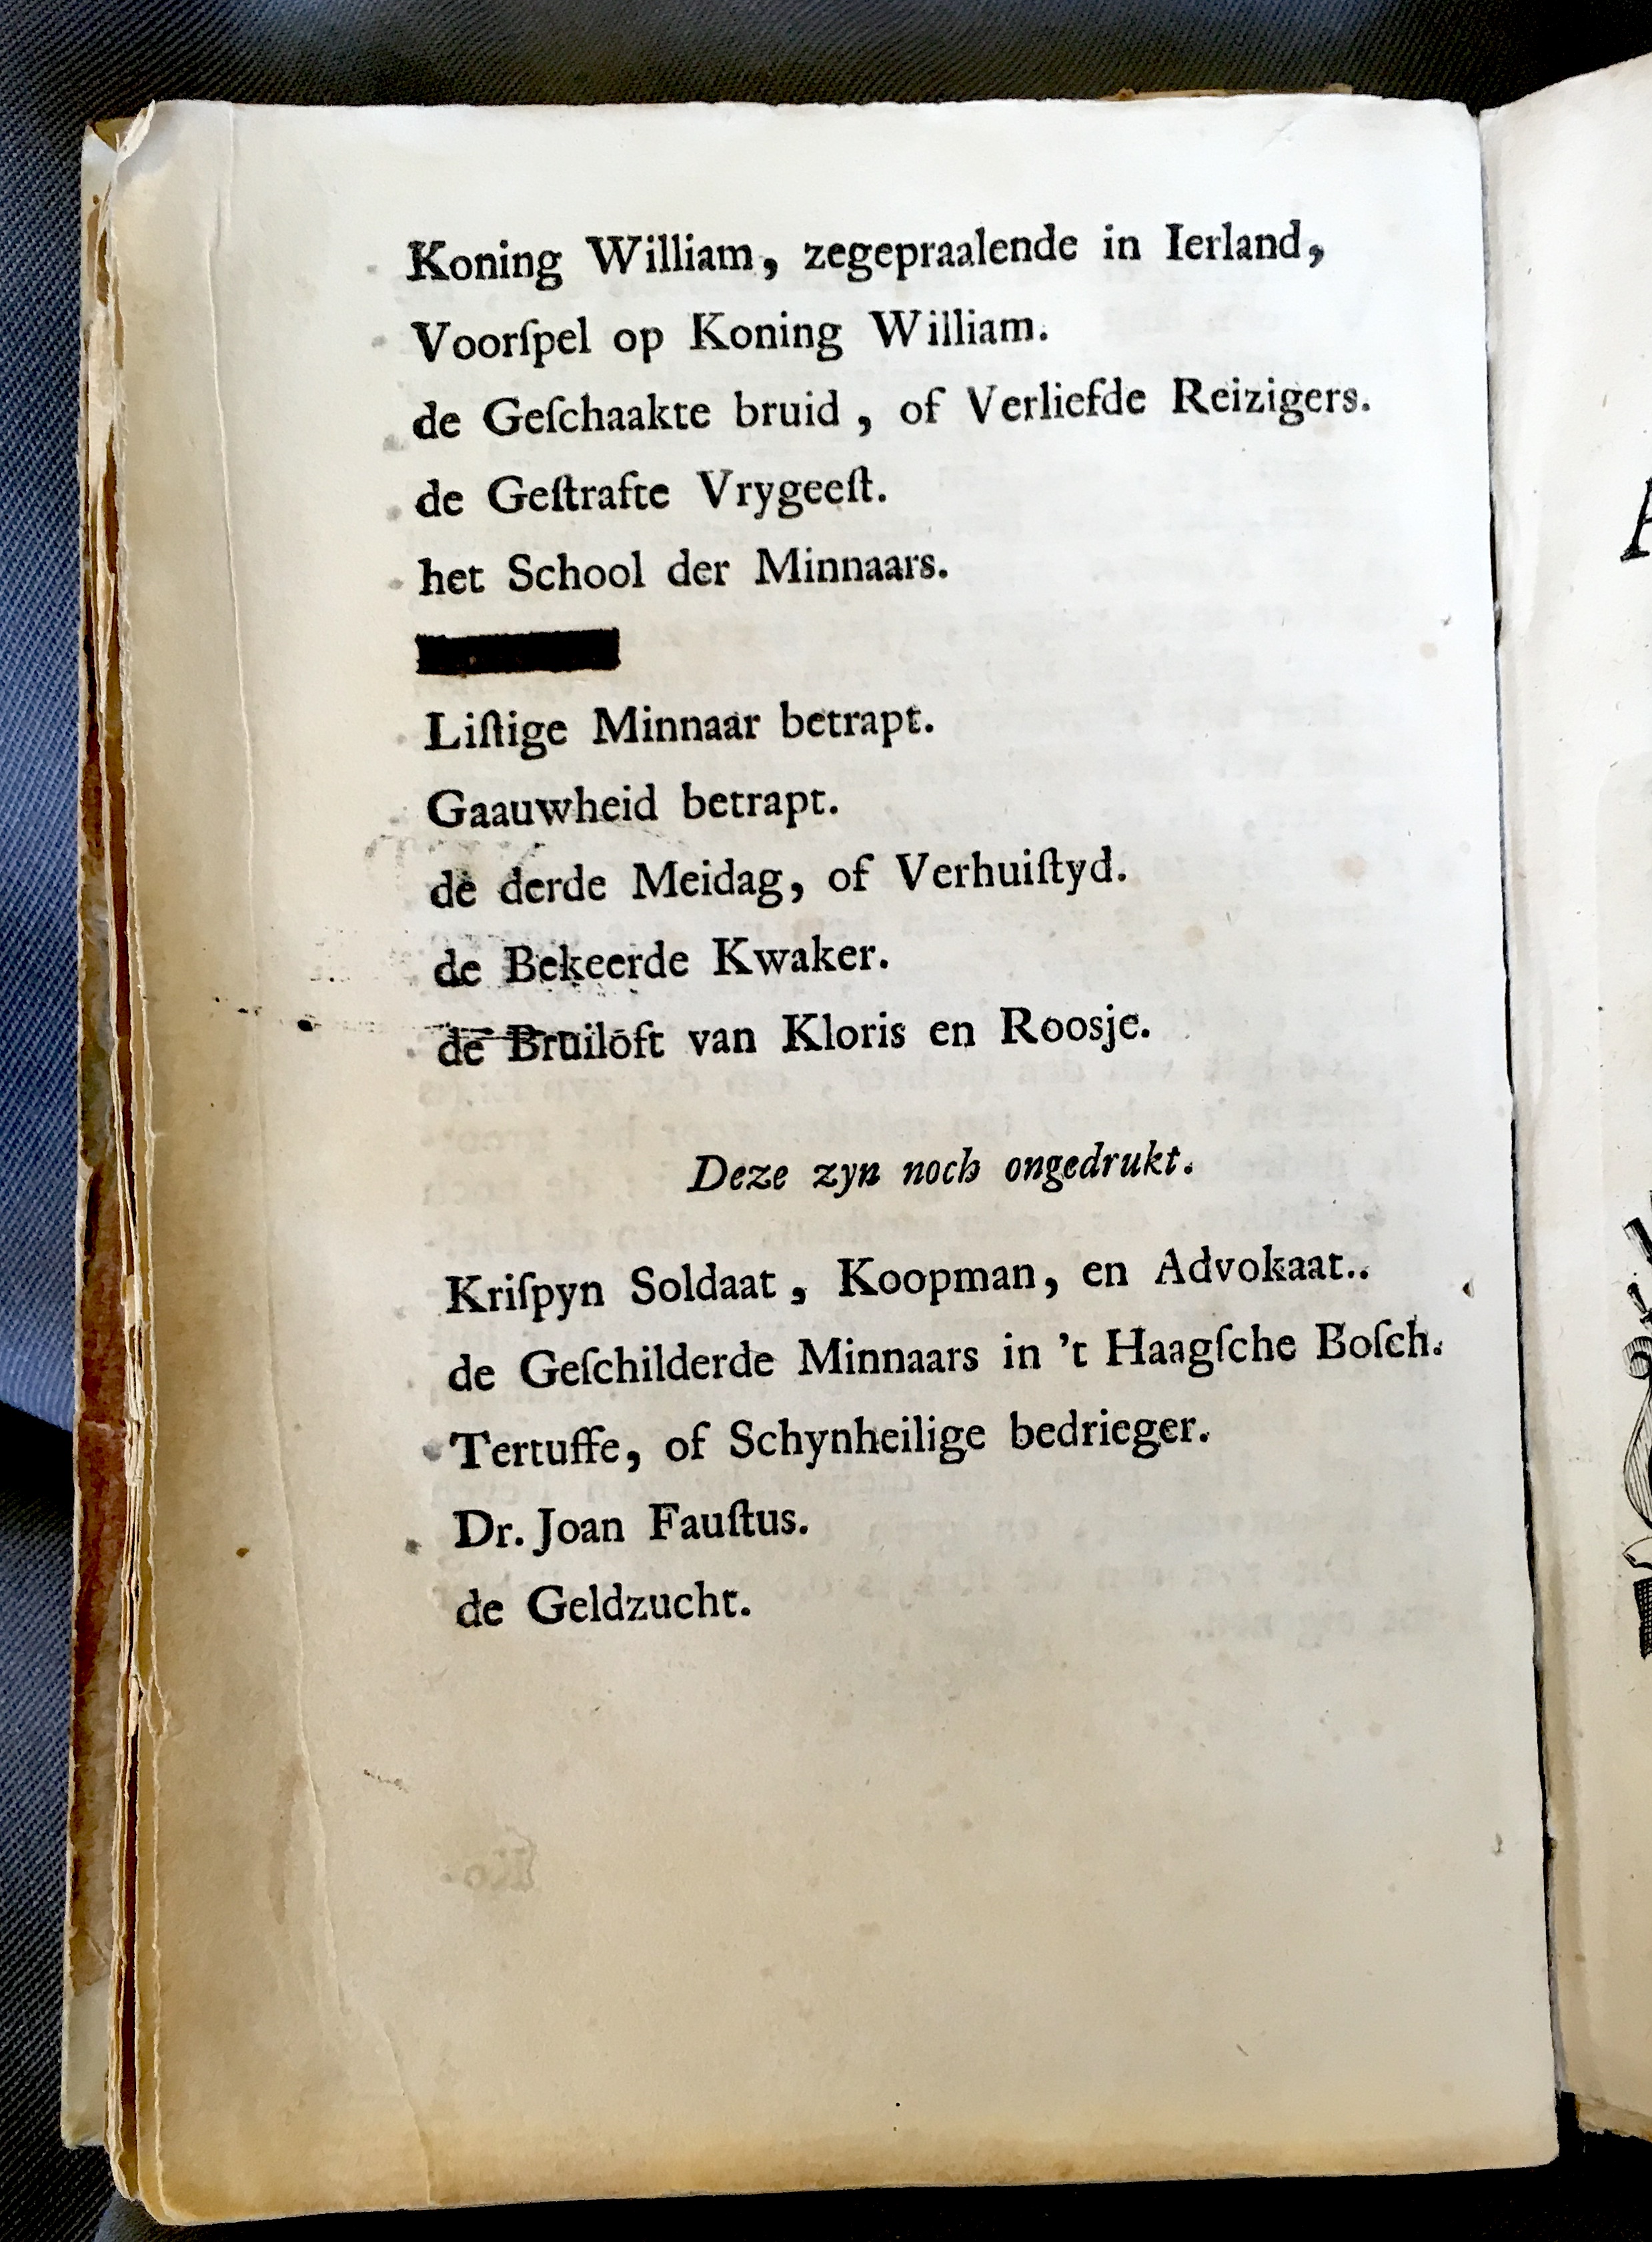 Koning William, zegepraalende in Ierland,
Voorſpel op Koning William.
de Geſchaakte bruid, of Verliefde Reizigers.
de Geſtrafte Vrygeeſt.
het School der Minnaars.
Liſtige Minnaar betrapt.
Gaauwheid betrapt.
de derde Meidag, of Verhuiſtyd.
de Bekeerde Kwaker.
de Bruiloft van Kloris en Roosje.
Deze zyn noch ongedrukt.
Kriſpyn Soldaat, Koopman, en Advokaat..
de Geſchilderde Minnaars in 't Haagſche Boſch.
Tertuffe, of Schynheilige bedrieger.
Dr. Joan Fauſtus.
de Geldzucht.